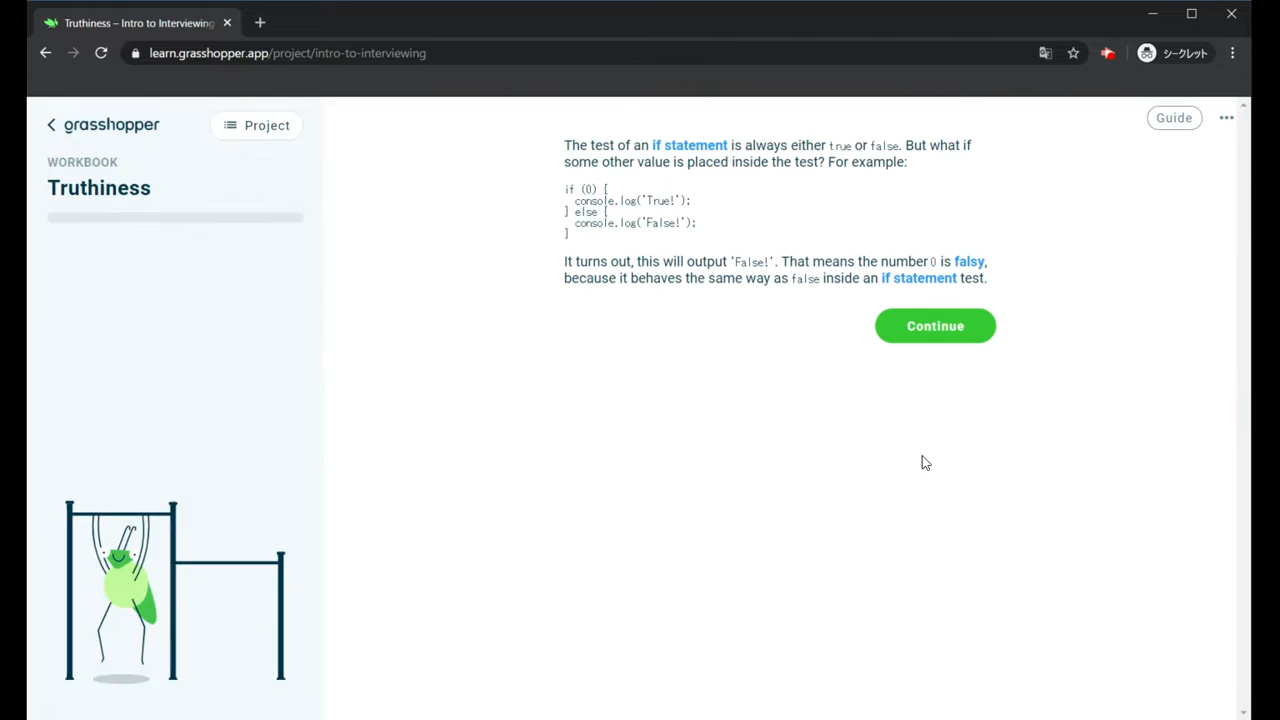 Truthiness – Intro to Interviewing
learn.grasshopper.app/project/intro-to-interviewing
シークレット
grasshopper
Project
WORKBOOK
Truthiness
Guide
The test of an if statement is always either true or false. But what if
some other value is placed inside the test? For example:
if (0) [
console.log('True!');
] else [
console.log('False!');
]
It turns out, this will output 'False!'. That means the number 0 is falsy,
because it behaves the same way as false inside an if statement test.
Continue